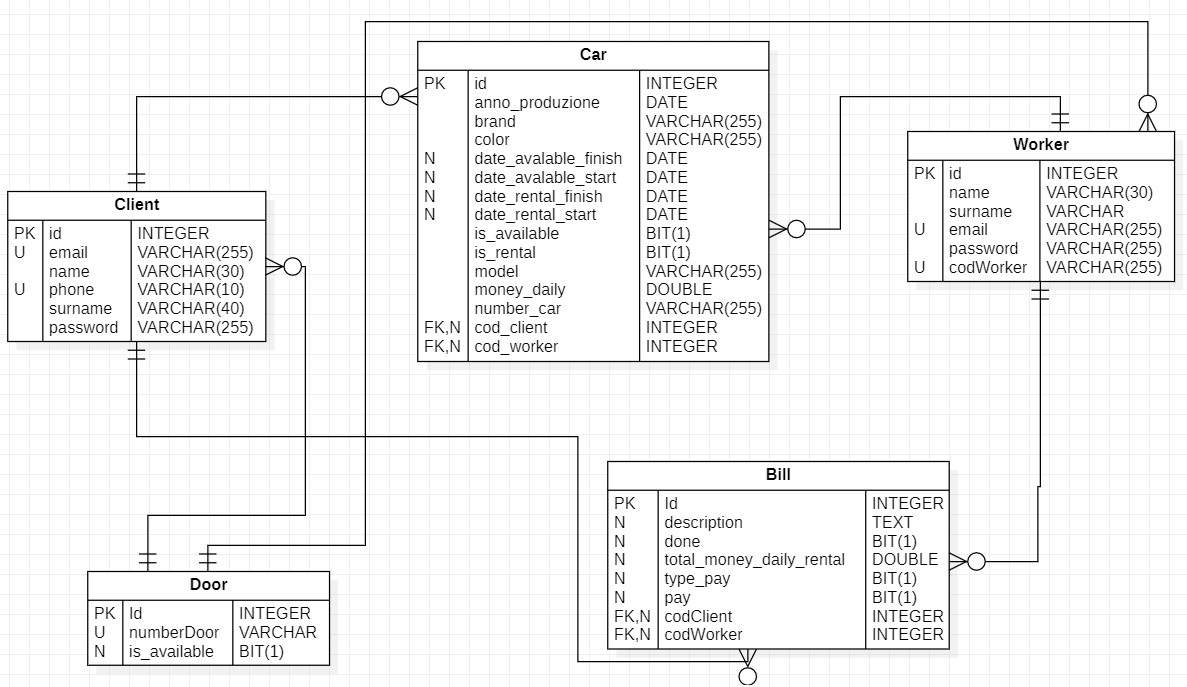 Car
PK id INTEGER
anno_produzione DATE
brand VARCHAR(255)
color VARCHAR(255)
N date_avalable_finish DATE
N date_avalable_start DATE
N date_rental_finish DATE
N date_rental_start DATE
is_available BIT(1)
is_rental BIT(1)
model VARCHAR(255)
money_daily DOUBLE
number_car VARCHAR(255)
FK,N cod_client INTEGER
FK,N cod_worker INTEGER
Worker
PK id INTEGER
name VARCHAR(30)
surname VARCHAR
U email VARCHAR(255)
password VARCHAR(255)
U codWorker VARCHAR(255)
Client
PK id INTEGER
U email VARCHAR(255)
name VARCHAR(30)
U phone VARCHAR(10)
surname VARCHAR(40)
password VARCHAR(255)
Bill
PK Id INTEGER
N description TEXT
N done BIT(1)
N total_money_daily_rental DOUBLE
N type_pay BIT(1)
N pay BIT(1)
FK,N codClient INTEGER
FK,N codWorker INTEGER
Door
PK Id INTEGER
U numberDoor VARCHAR
N is_available BIT(1)